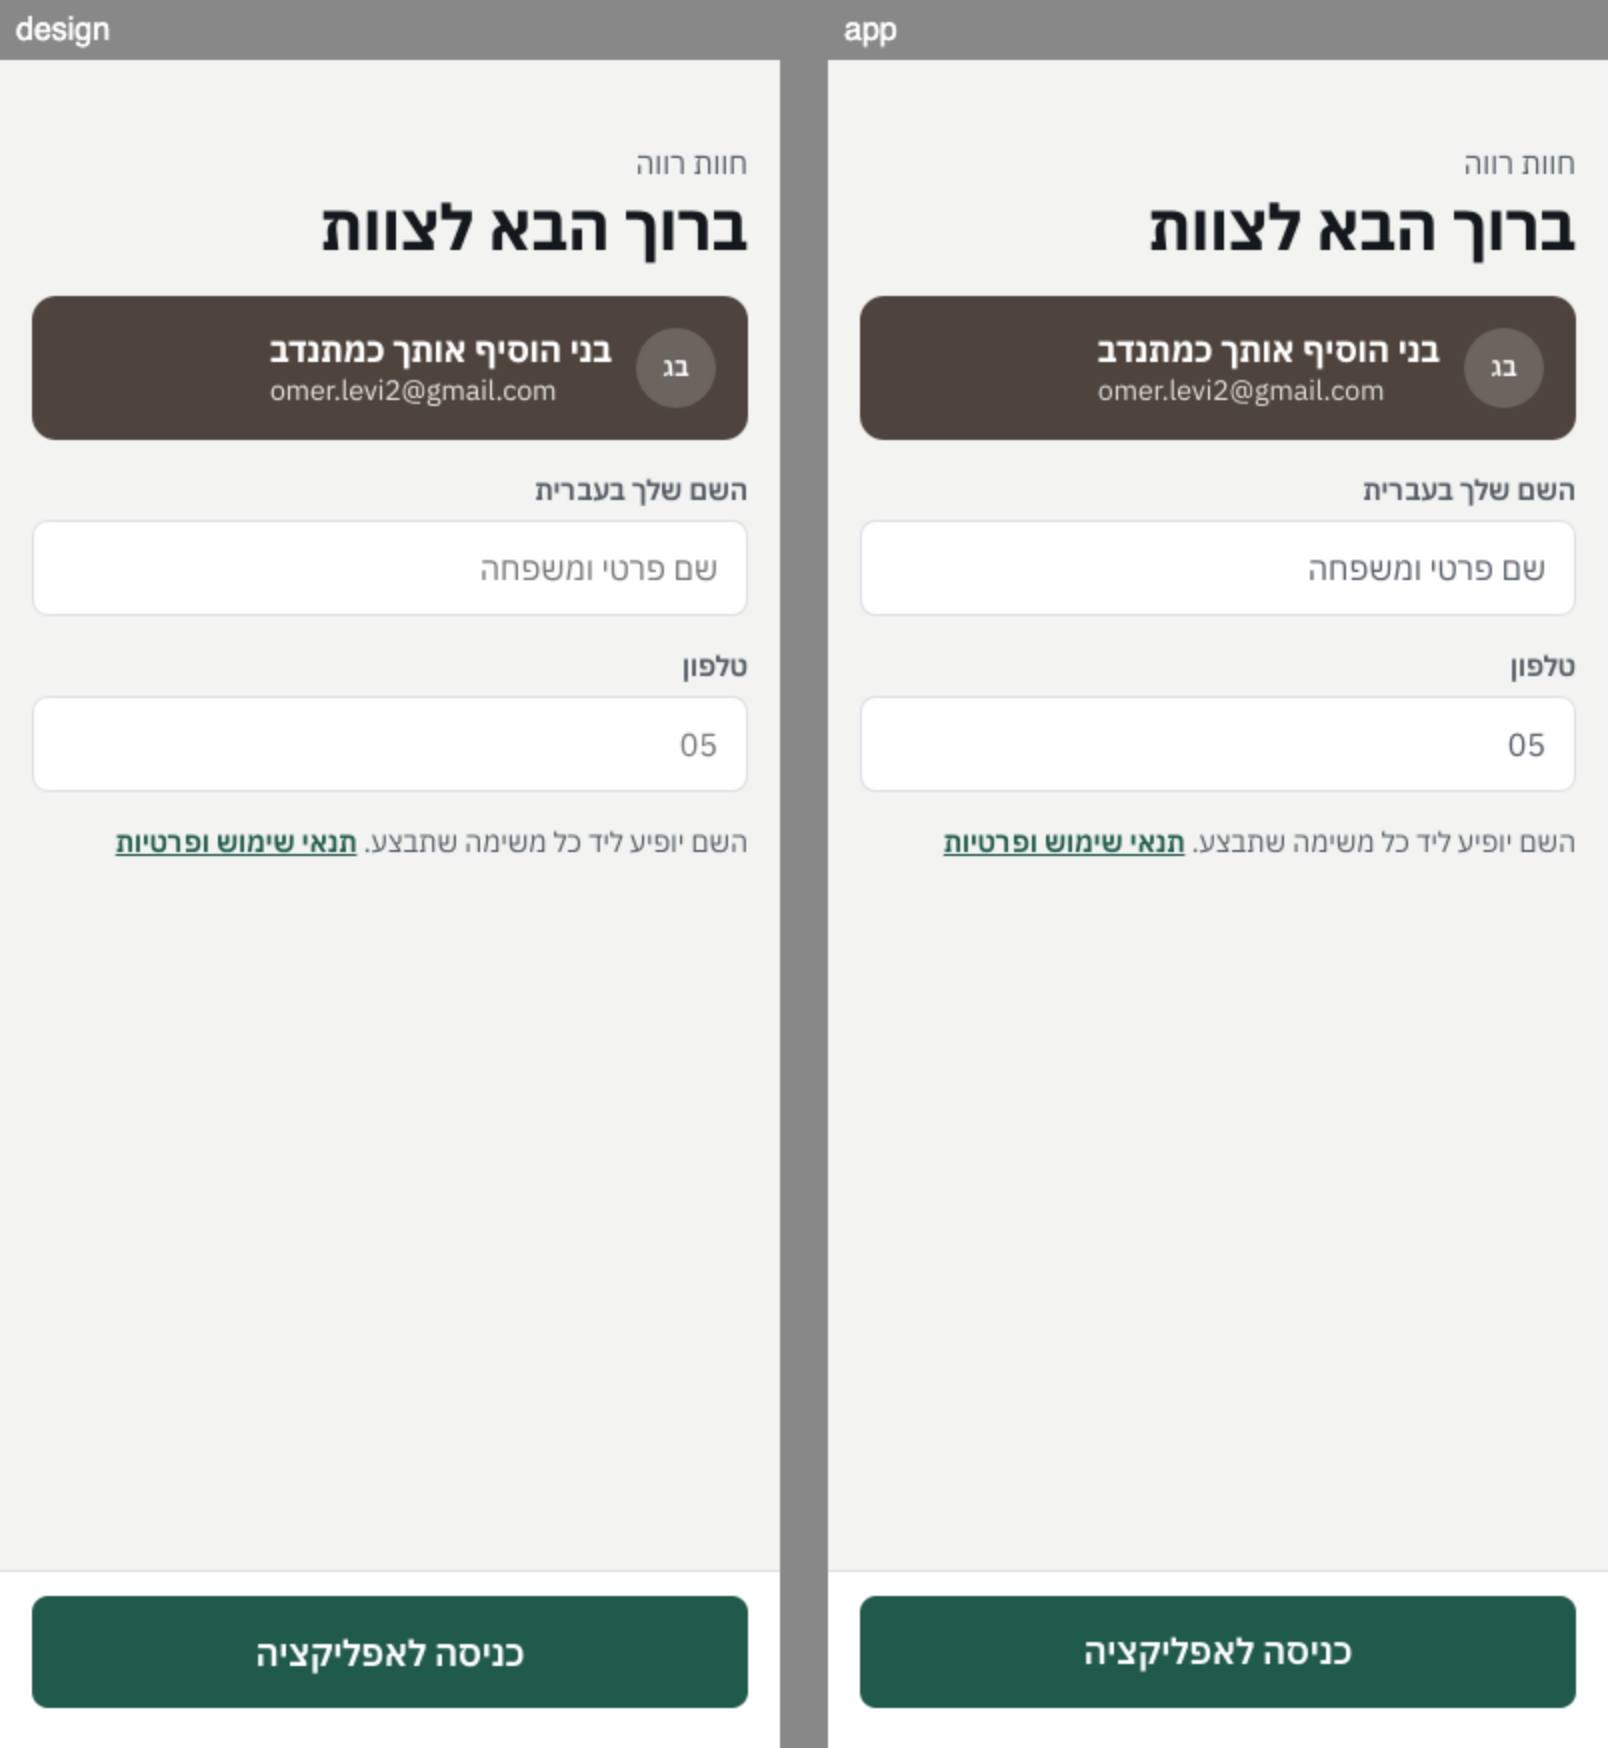 design
חוות רווה
ברוך הבא לצוות
בג
בני הוסיף אותך כמתנדב
omer.levi2@gmail.com
השם שלך בעברית
שם פרטי ומשפחה
טלפון
05
השם יופיע ליד כל משימה שתבצע. תנאי שימוש ופרטיות
כניסה לאפליקציה
app
חוות רווה
ברוך הבא לצוות
בג
בני הוסיף אותך כמתנדב
omer.levi2@gmail.com
השם שלך בעברית
שם פרטי ומשפחה
טלפון
05
השם יופיע ליד כל משימה שתבצע. תנאי שימוש ופרטיות
כניסה לאפליקציה